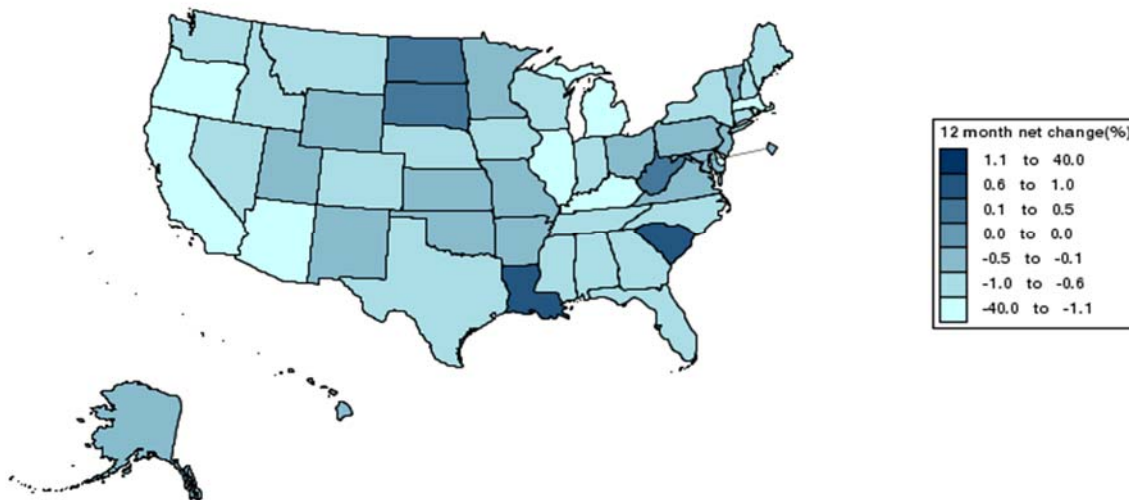 12 month net change(%)
1.1 to 40.0
0.6 to 1.0
0.1 to 0.5
0.0 to 0.0
-0.5 to -0.1
-1.0 to -0.6
-40.0 to -1.1